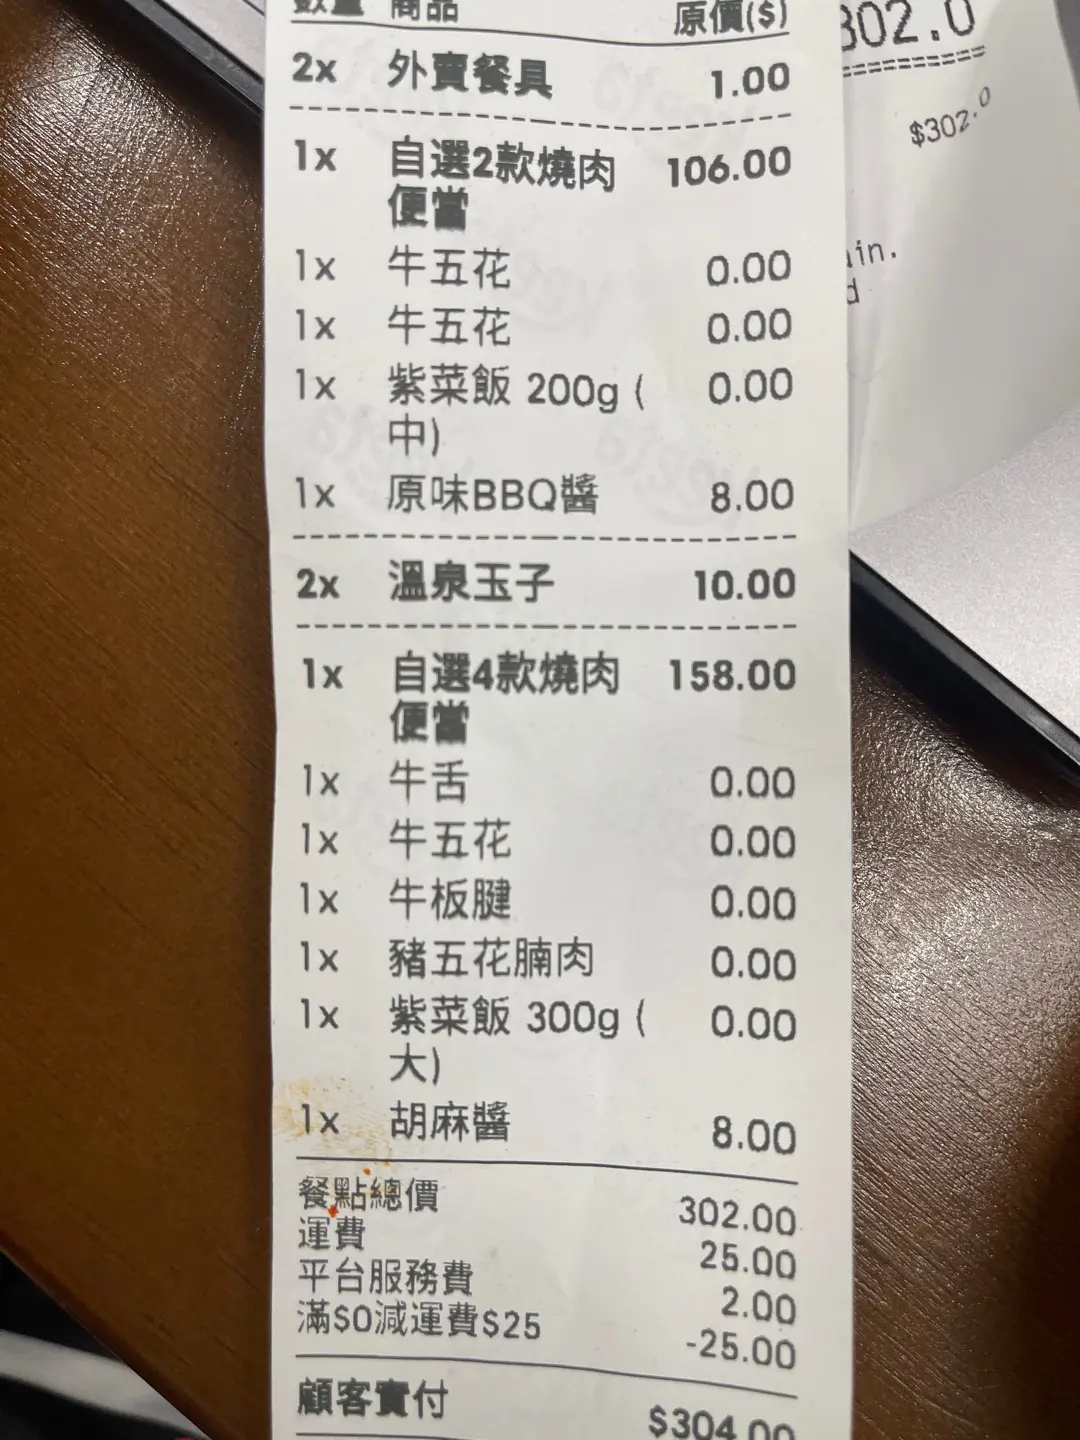 數量 商品 原價($)
2x 外賣餐具 1.00
1x 自選2款燒肉 106.00
便當
1x 牛五花 0.00
1x 牛五花 0.00
1x 紫菜飯 200g ( 0.00
中)
1x 原味BBQ醬 8.00
2x 溫泉玉子 10.00
1x 自選4款燒肉 158.00
便當
1x 牛舌 0.00
1x 牛五花 0.00
1x 牛板腱 0.00
1x 豬五花腩肉 0.00
1x 紫菜飯 300g ( 0.00
大)
1x 胡麻醬 8.00
餐點總價 302.00
運費 25.00
平台服務費 2.00
滿$0減運費$25 -25.00
顧客實付 $304.00
302.0
$302.0